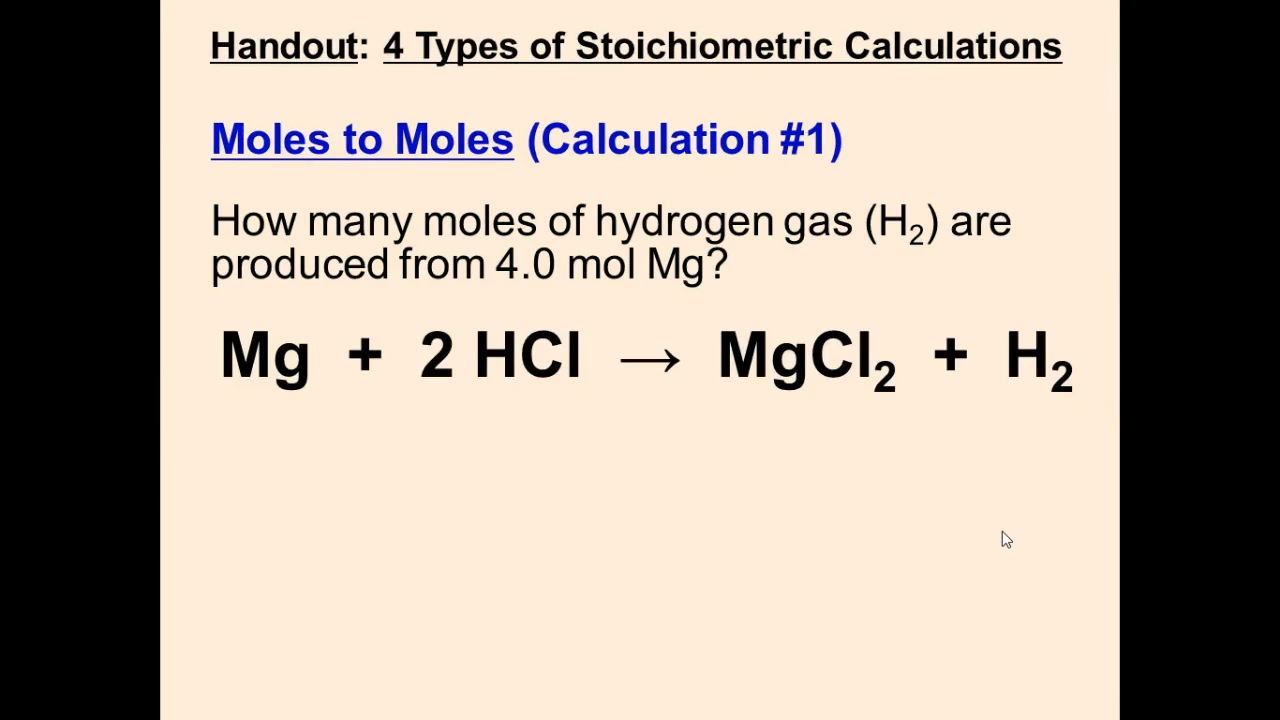 Handout: 4 Types of Stoichiometric Calculations
Moles to Moles (Calculation #1)
How many moles of hydrogen gas (H₂) are
produced from 4.0 mol Mg?
Mg + 2 HCl → MgCl₂ + H₂